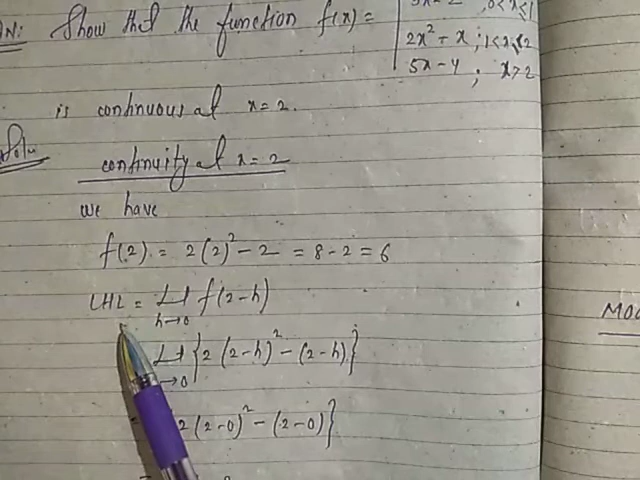 Show that the function f(x) =
2x² - x ; 1<x≤2
5x-4 ; x>2
is continuous at x=2.
Solu
continuity at x=2
we have
f(2) = 2(2)² - 2 = 8 - 2 = 6
LHL = Lt f(2-h)
h→0
Lt {2(2-h)² - (2-h)}
→0
2(2-0)² - (2-0)}